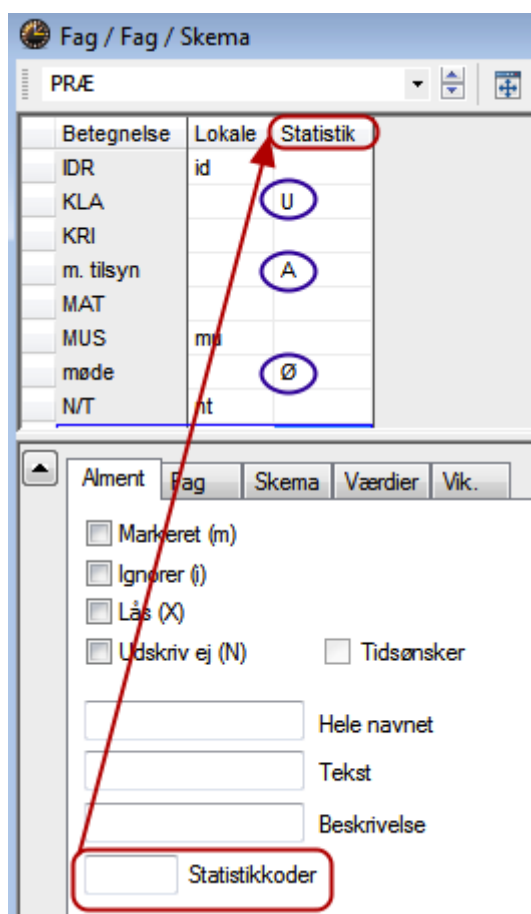 Fag / Fag / Skema
PRÆ
Betegnelse Lokale Statistik
IDR id
KLA U
KRI
m. tilsyn A
MAT
MUS mu
møde Ø
N/T nt
Alment Fag Skema Værdier Vik.
Markeret (m)
Ignorer (i)
Lås (X)
Udskriv ej (N) Tidsønsker
Hele navnet
Tekst
Beskrivelse
Statistikkoder